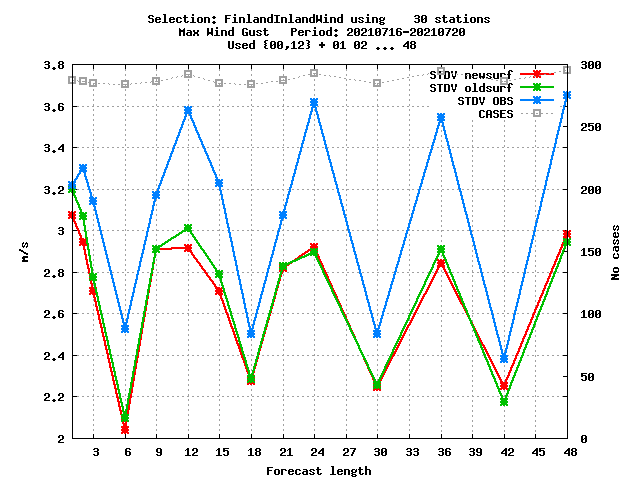 Selection: FinlandInlandWind using    30 stations
Max Wind Gust   Period: 20210716-20210720
Used {00,12} + 01 02 ... 48
3,8
3,6
3,4
3,2
3
2,8
2,6
2,4
2,2
2
m/s
300
250
200
150
100
50
0
No cases
STDV newsurf
STDV oldsurf
STDV OBS
CASES
3 6 9 12 15 18 21 24 27 30 33 36 39 42 45 48
Forecast length